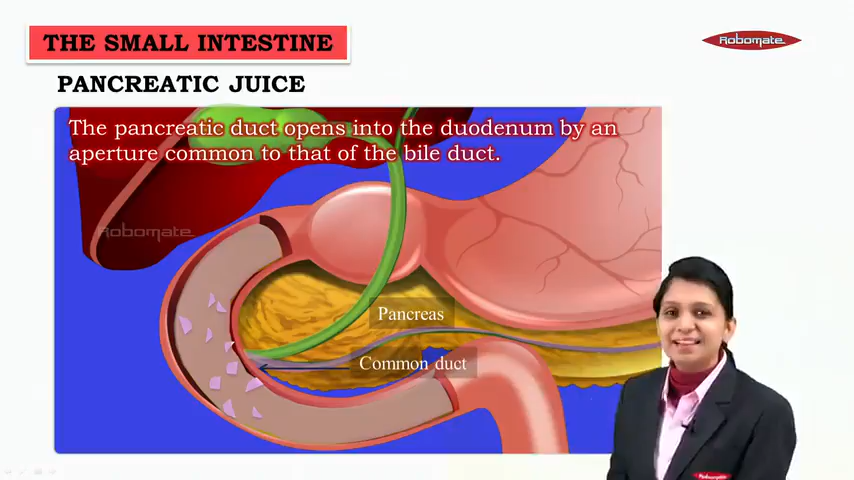 THE SMALL INTESTINE
Robomate
PANCREATIC JUICE
The pancreatic duct opens into the duodenum by an
aperture common to that of the bile duct.
Robomate
Pancreas
Common duct
Robomate